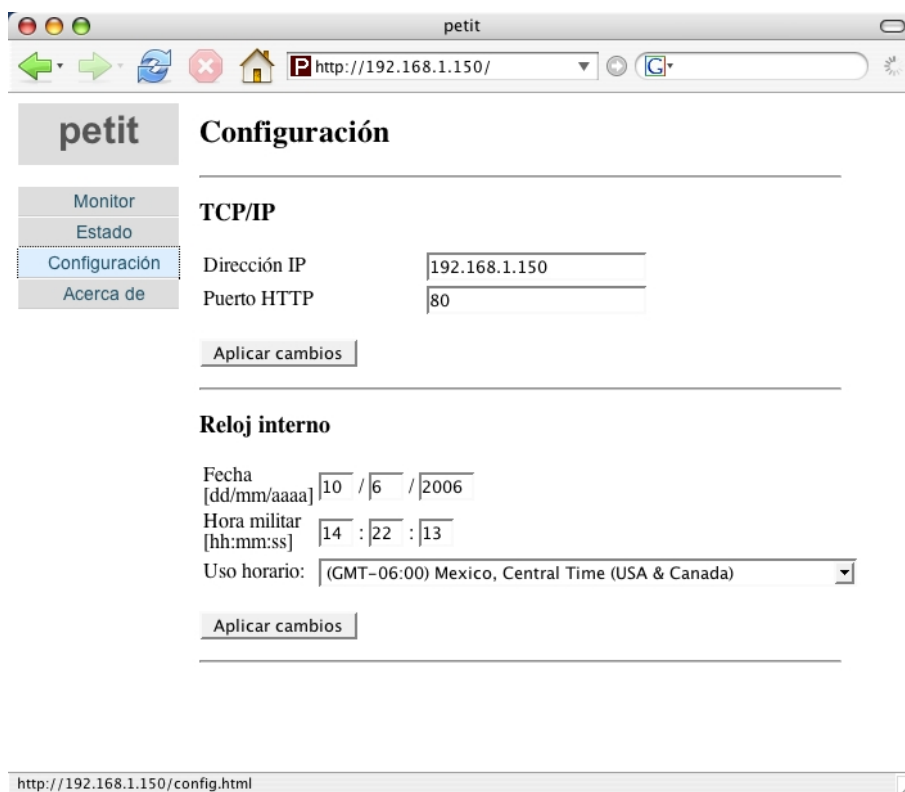 petit
P http://192.168.1.150/ G
petit
Monitor
Estado
Configuración
Acerca de
Configuración
TCP/IP
Dirección IP 192.168.1.150
Puerto HTTP 80
Aplicar cambios
Reloj interno
Fecha
[dd/mm/aaaa] 10 / 6 / 2006
Hora militar
[hh:mm:ss] 14 : 22 : 13
Uso horario: (GMT-06:00) Mexico, Central Time (USA & Canada)
Aplicar cambios
http://192.168.1.150/config.html